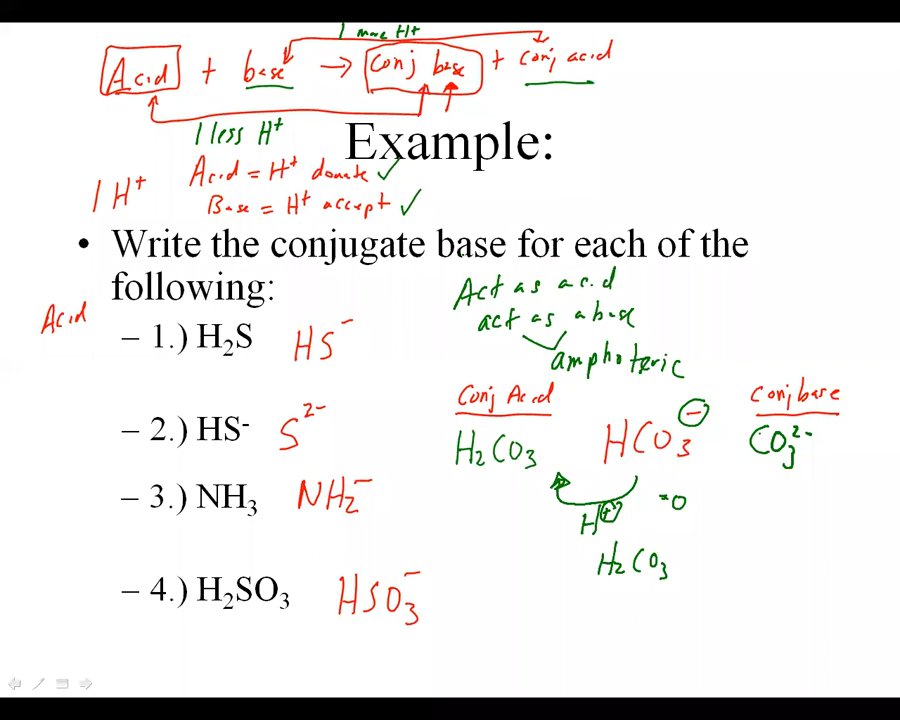 1 more H+
Acid + base → Conj base + conj acid
1 less H+
Example:
1 H+
Acid = H+ donate ✓
Base = H+ accept ✓
• Write the conjugate base for each of the
following:
Act as acid
act as a base
amphoteric
Acid
– 1.) H₂S HS⁻
Conj Acid
Conj base
– 2.) HS⁻ S²⁻
H₂CO₃ HCO₃⁻ CO₃²⁻
– 3.) NH₃ NH₂⁻
H⁺ = 0
H₂CO₃
– 4.) H₂SO₃ HSO₃⁻